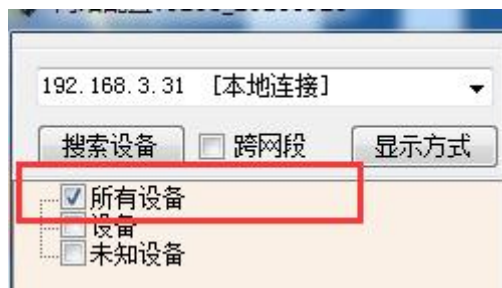 192.168.3.31 [本地连接]
搜索设备 跨网段 显示方式
所有设备
设备
未知设备